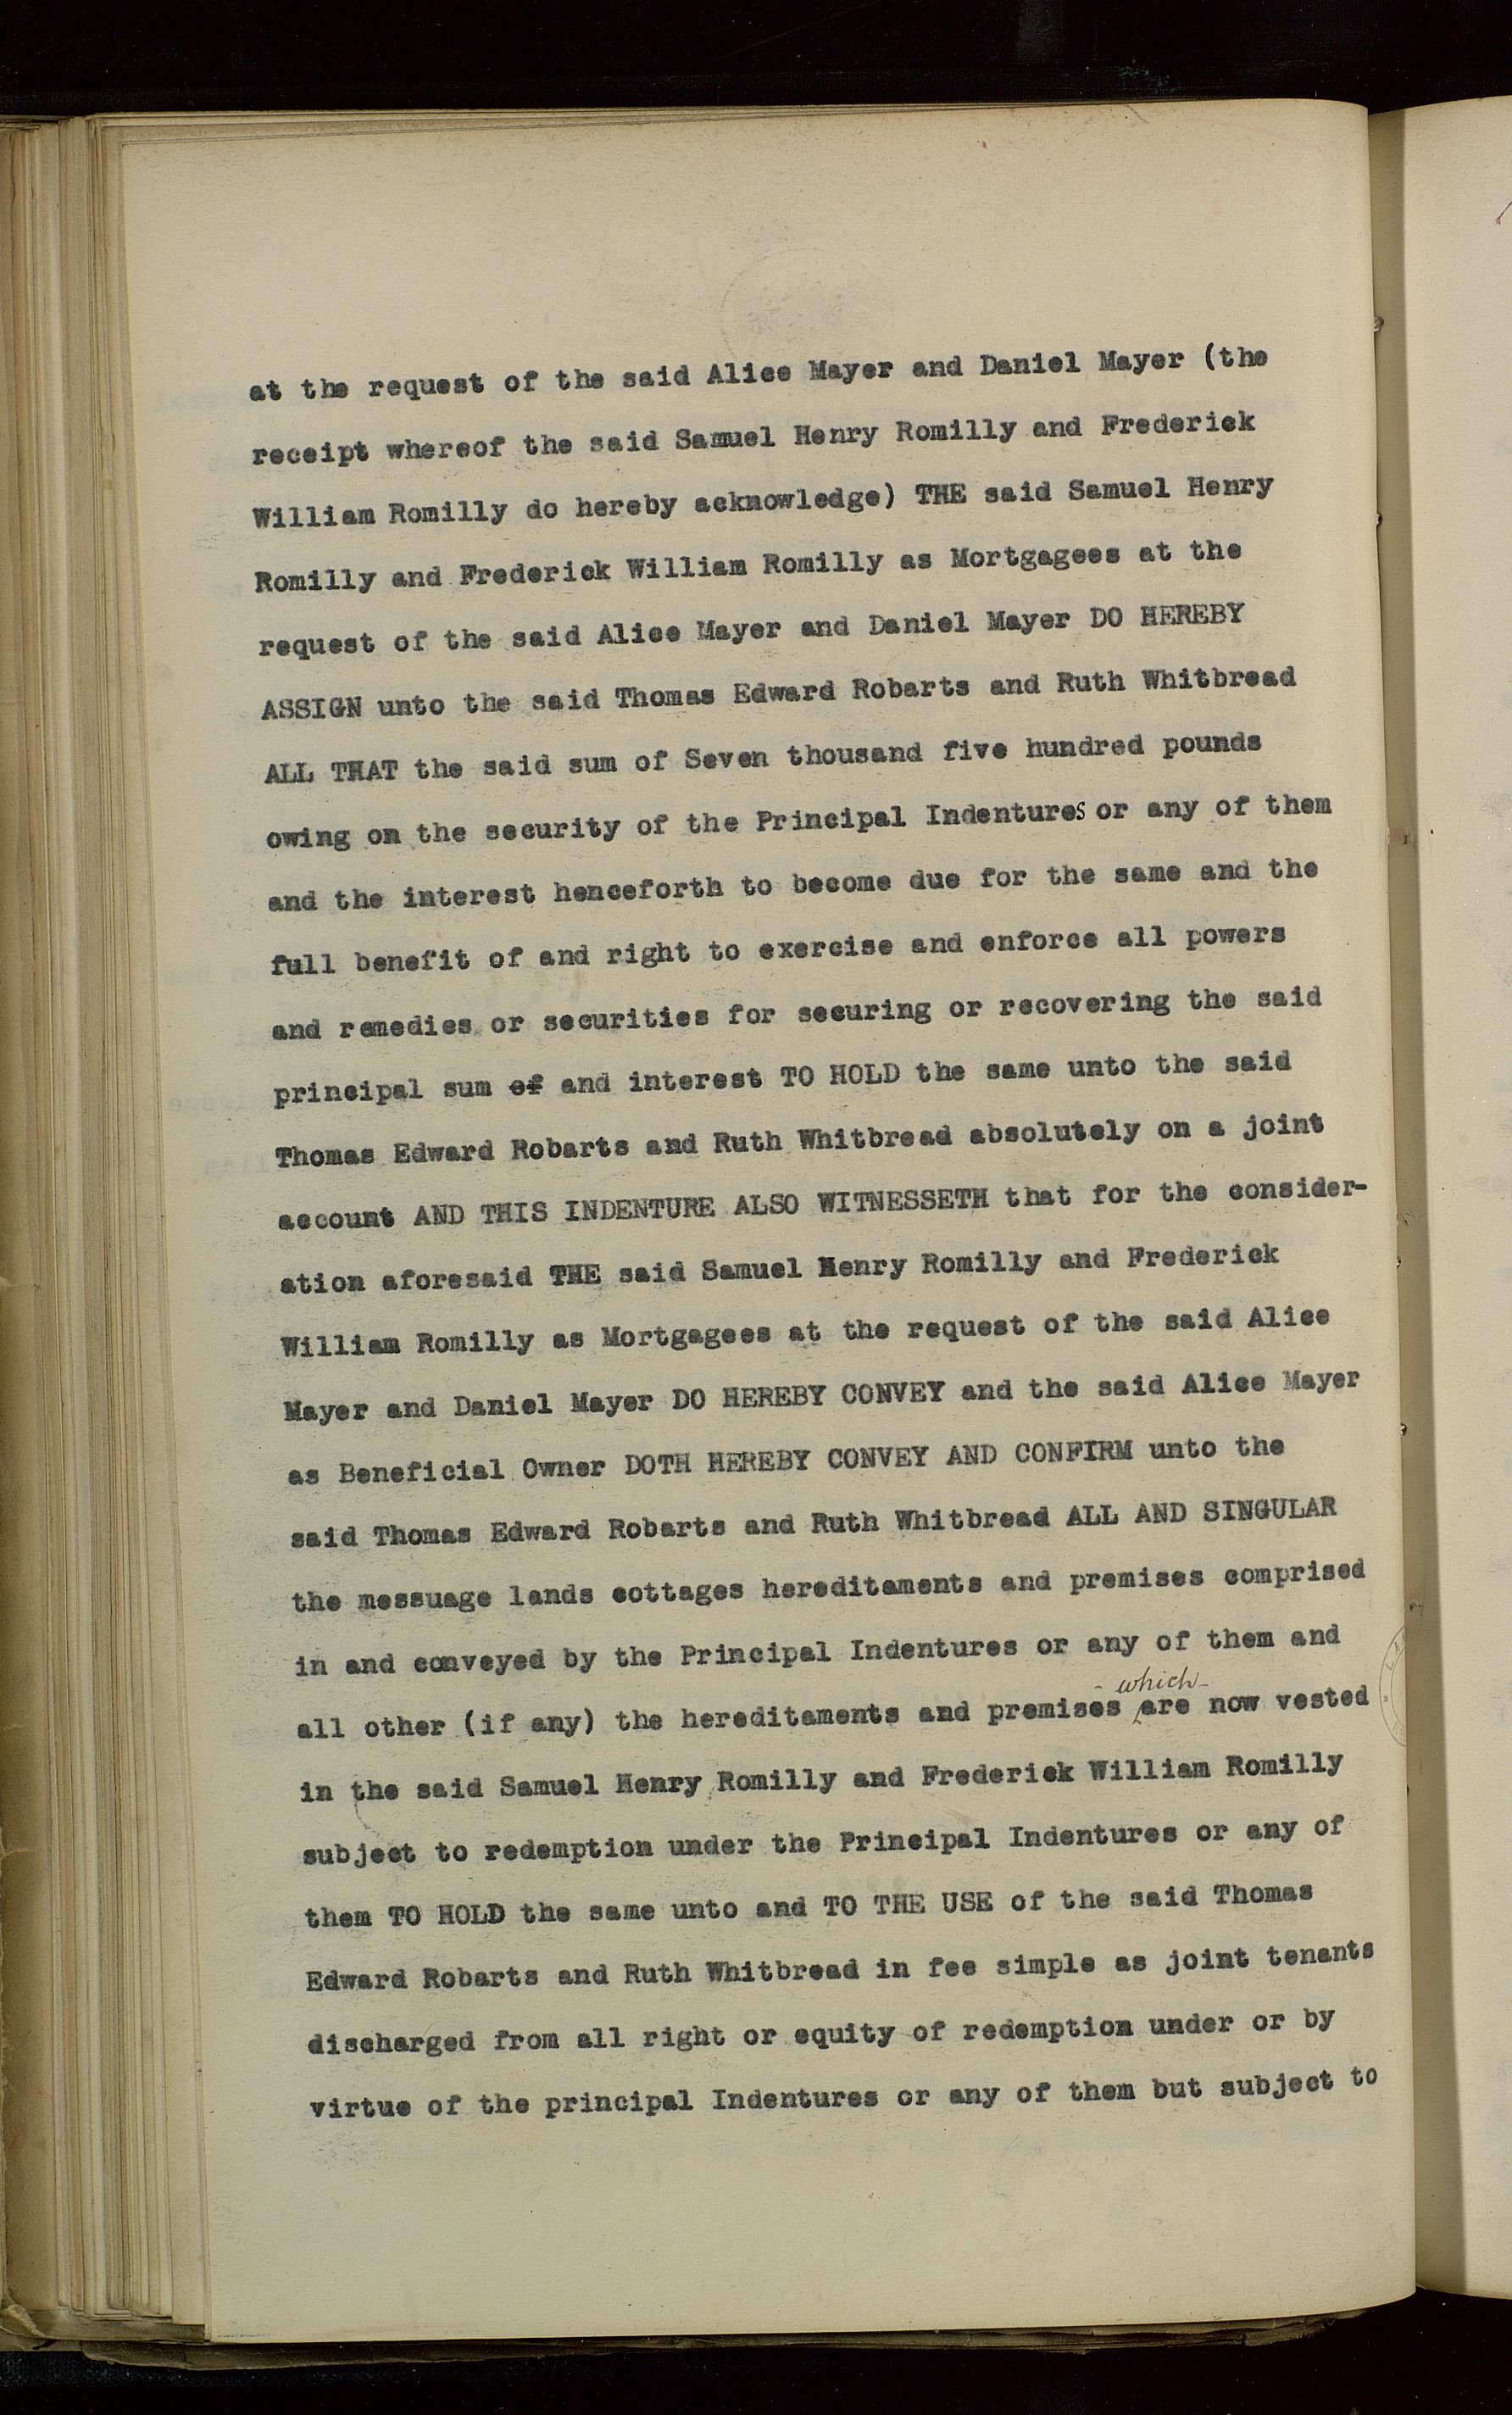 at the request of the said Alice Mayer and Daniel Mayer (the
receipt whereof the said Samuel Henry Romilly and Frederick
William Romilly do hereby acknowledge) THE said Samuel Henry
Romilly and Frederick William Romilly as Mortgagees at the
request of the said Alice Mayer and Daniel Mayer DO HEREBY
ASSIGN unto the said Thomas Edward Robarts and Ruth Whitbread
ALL THAT the said sum of Seven thousand five hundred pounds
owing on the security of the Principal Indentures or any of them
and the interest henceforth to become due for the same and the
full benefit of and right to exercise and enforce all powers
and remedies or securities for securing or recovering the said
principal sum of and interest TO HOLD the same unto the said
Thomas Edward Robarts and Ruth Whitbread absolutely on a joint
account AND THIS INDENTURE ALSO WITNESSETH that for the consider-
ation aforesaid THE said Samuel Henry Romilly and Frederick
William Romilly as Mortgagees at the request of the said Alice
Mayer and Daniel Mayer DO HEREBY CONVEY and the said Alice Mayer
as Beneficial Owner DOTH HEREBY CONVEY AND CONFIRM unto the
said Thomas Edward Robarts and Ruth Whitbread ALL AND SINGULAR
the messuage lands cottages hereditaments and premises comprised
in and conveyed by the Principal Indentures or any of them and
all other (if any) the hereditaments and premises which are now vested
in the said Samuel Henry Romilly and Frederick William Romilly
subject to redemption under the Principal Indentures or any of
them TO HOLD the same unto and TO THE USE of the said Thomas
Edward Robarts and Ruth Whitbread in fee simple as joint tenants
discharged from all right or equity of redemption under or by
virtue of the principal Indentures or any of them but subject to